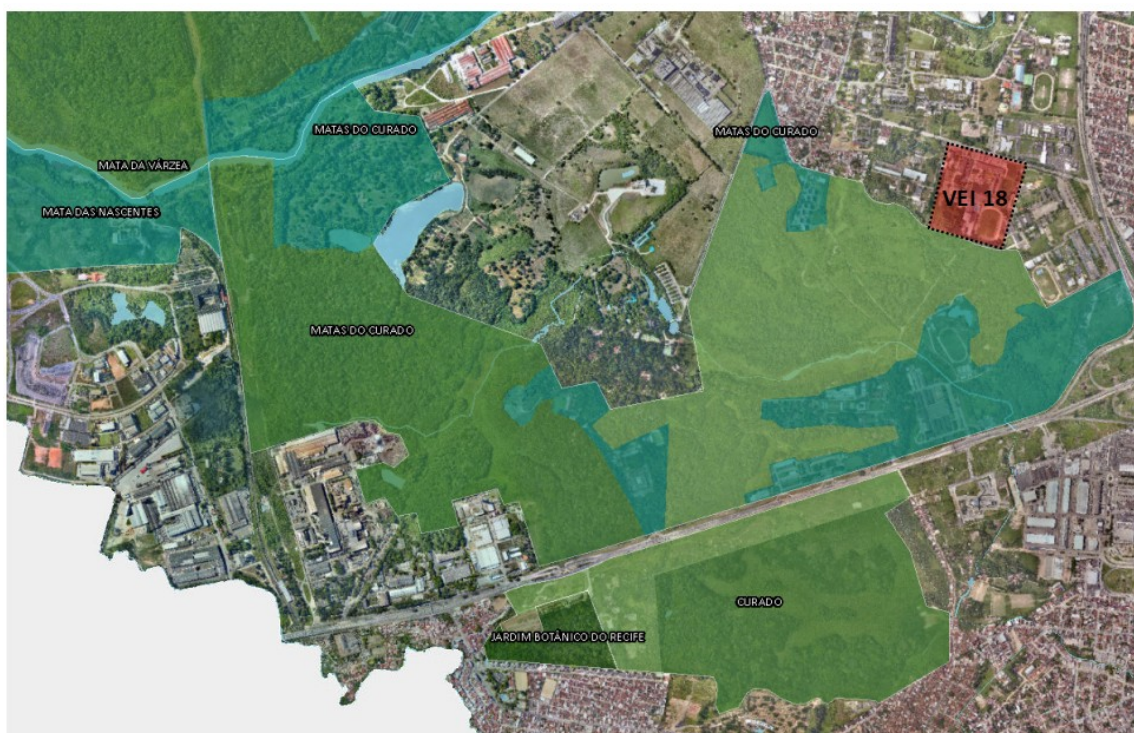 MATAS DO CURADO
MATAS DO CURADO
MATA DA VÁRZEA
VEI 18
MATA DAS NASCENTES
MATAS DO CURADO
CURADO
JARDIM BOTÂNICO DO RECIFE